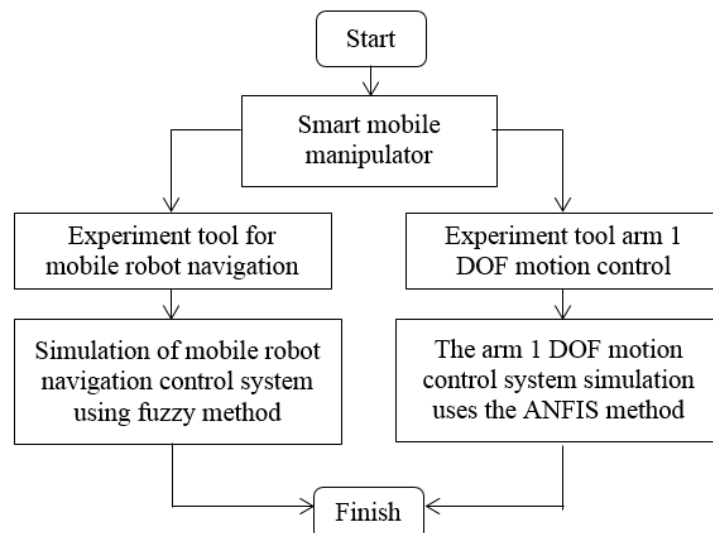 Start
Smart mobile
manipulator
Experiment tool for
mobile robot navigation
Experiment tool arm 1
DOF motion control
Simulation of mobile robot
navigation control system
using fuzzy method
The arm 1 DOF motion
control system simulation
uses the ANFIS method
Finish